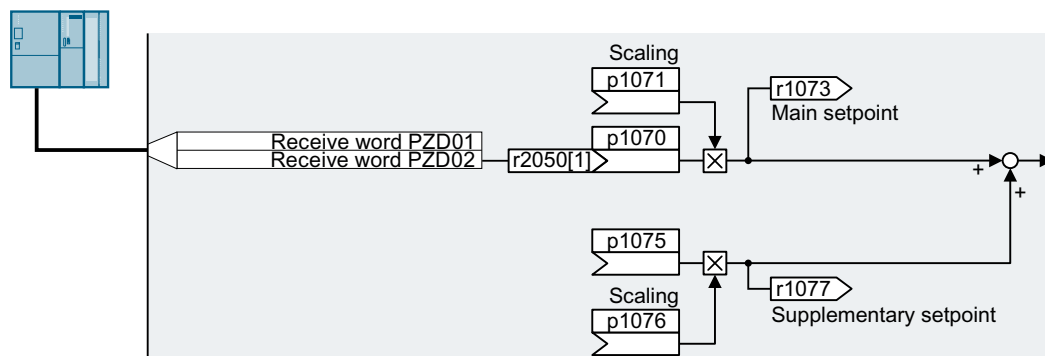 Scaling
p1071
r1073
Main setpoint
Receive word PZD01
p1070
Receive word PZD02
r2050[1]
+
+
p1075
Scaling
r1077
p1076
Supplementary setpoint